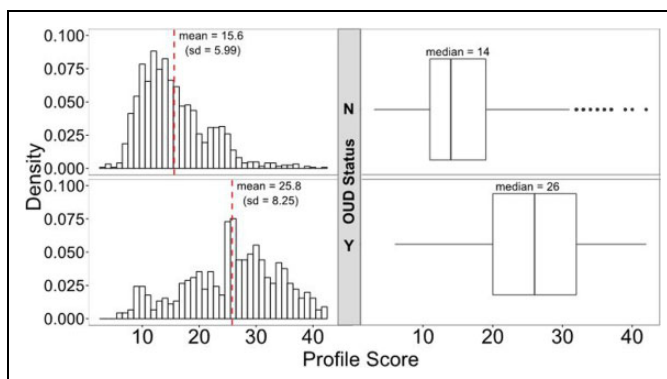 0.100
0.075
0.050
0.025
0.000
mean = 15.6
(sd = 5.99)
N
median = 14
0.100
0.075
0.050
0.025
0.000
mean = 25.8
(sd = 8.25)
Y
median = 26
Density
OUD Status
10 20 30 40
10 20 30 40
Profile Score